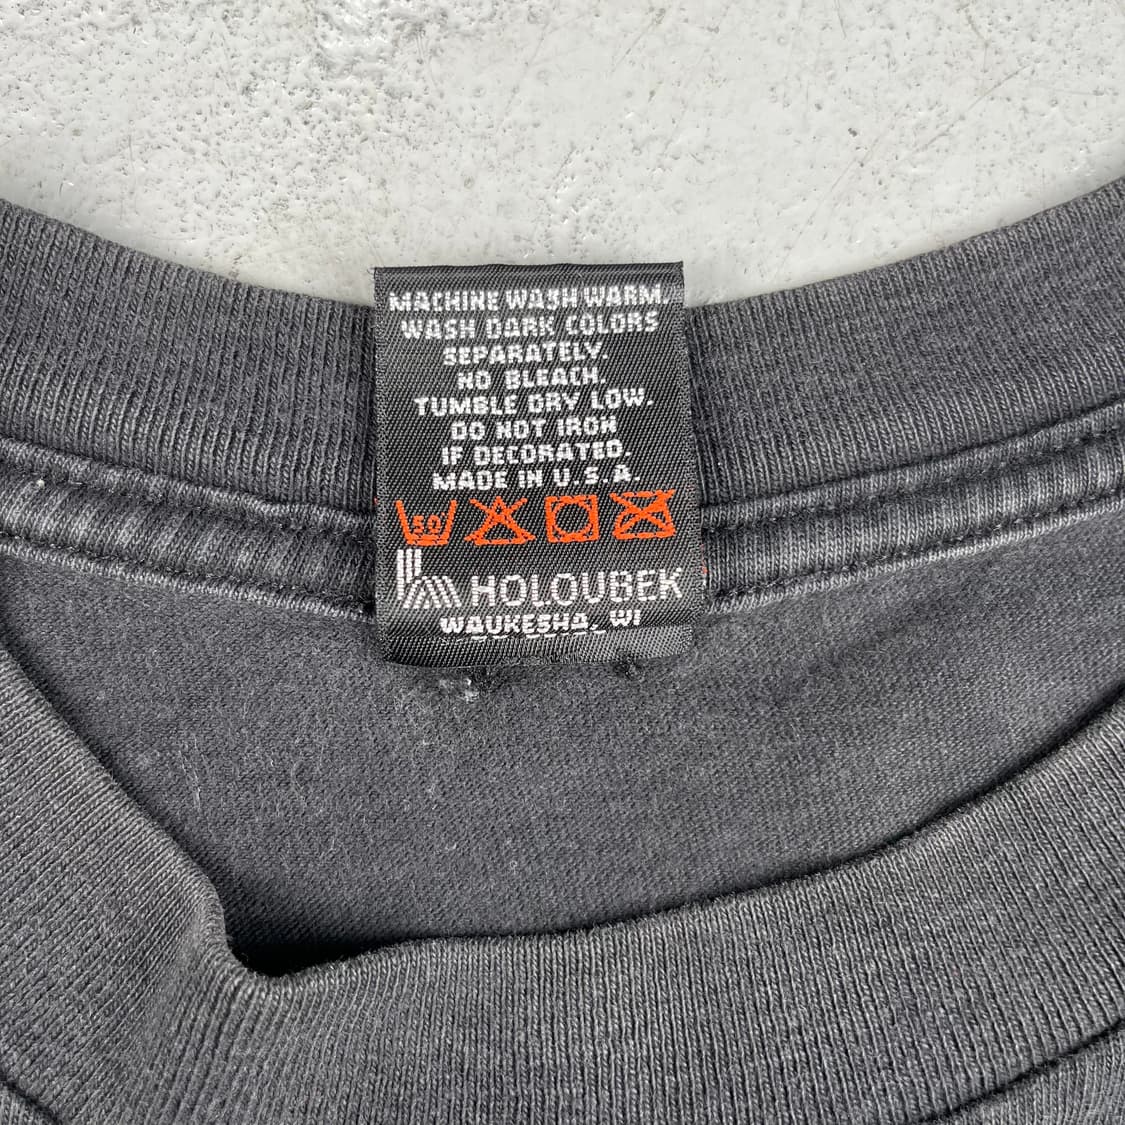 MACHINE WASH WARM.
WASH DARK COLORS
SEPARATELY.
NO BLEACH.
TUMBLE DRY LOW.
DO NOT IRON
IF DECORATED.
MADE IN U.S.A.
50
HOLOUBEK
WAUKESHA, WI